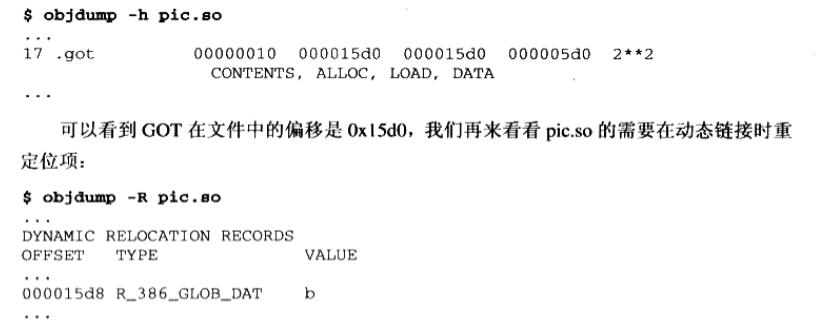 $ objdump -h pic.so
...
17 .got          00000010  000015d0  000015d0  000005d0  2**2
CONTENTS, ALLOC, LOAD, DATA
...
可以看到 GOT 在文件中的偏移是 0x15d0，我们再来看看 pic.so 的需要在动态链接时重
定位项：
$ objdump -R pic.so
...
DYNAMIC RELOCATION RECORDS
OFFSET   TYPE              VALUE
...
000015d8 R_386_GLOB_DAT    b
...